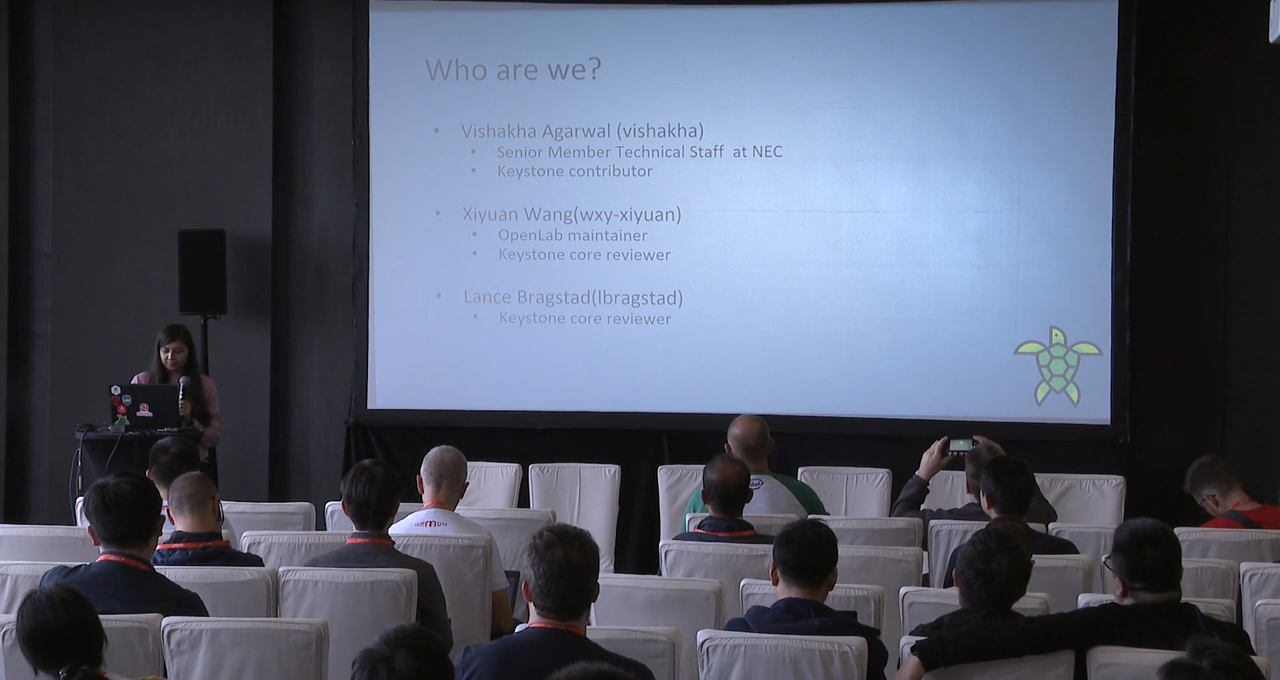 Who are we?
Vishakha Agarwal (vishakha)
Senior Member Technical Staff at NEC
Keystone contributor
Xiyuan Wang(wxy-xiyuan)
OpenLab maintainer
Keystone core reviewer
Lance Bragstad(lbragstad)
Keystone core reviewer